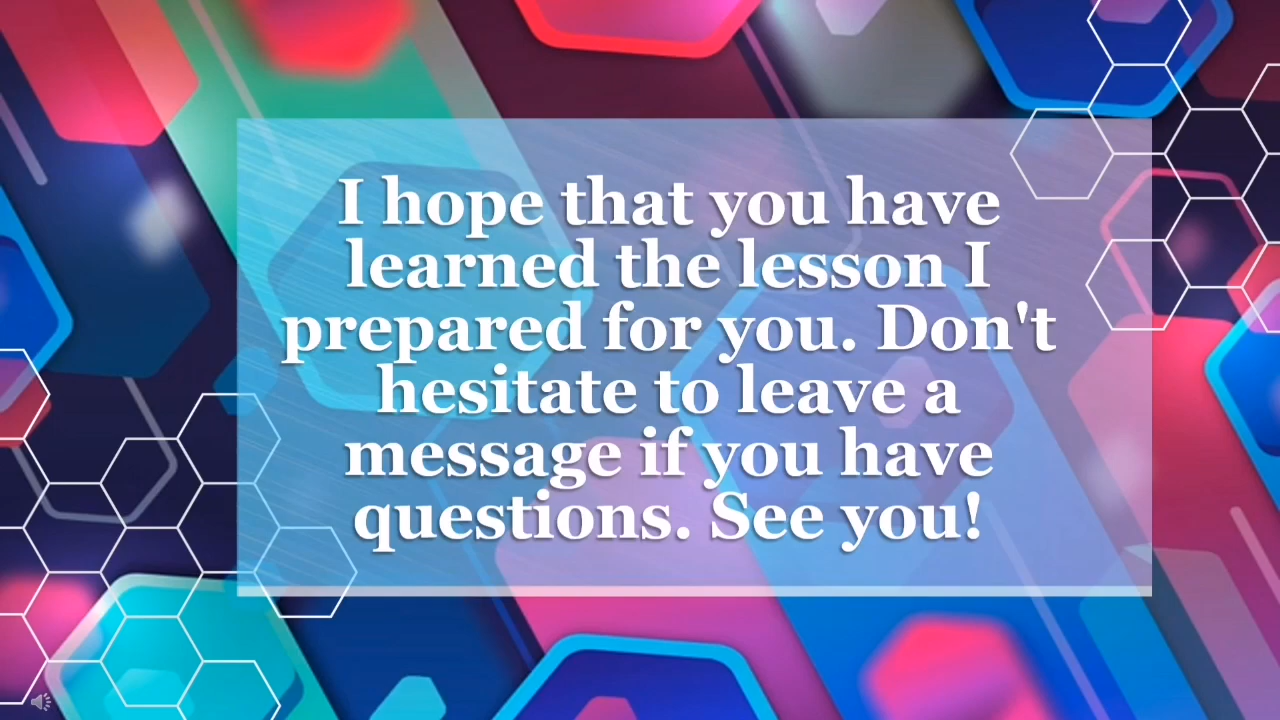 I hope that you have
learned the lesson I
prepared for you. Don't
hesitate to leave a
message if you have
questions. See you!